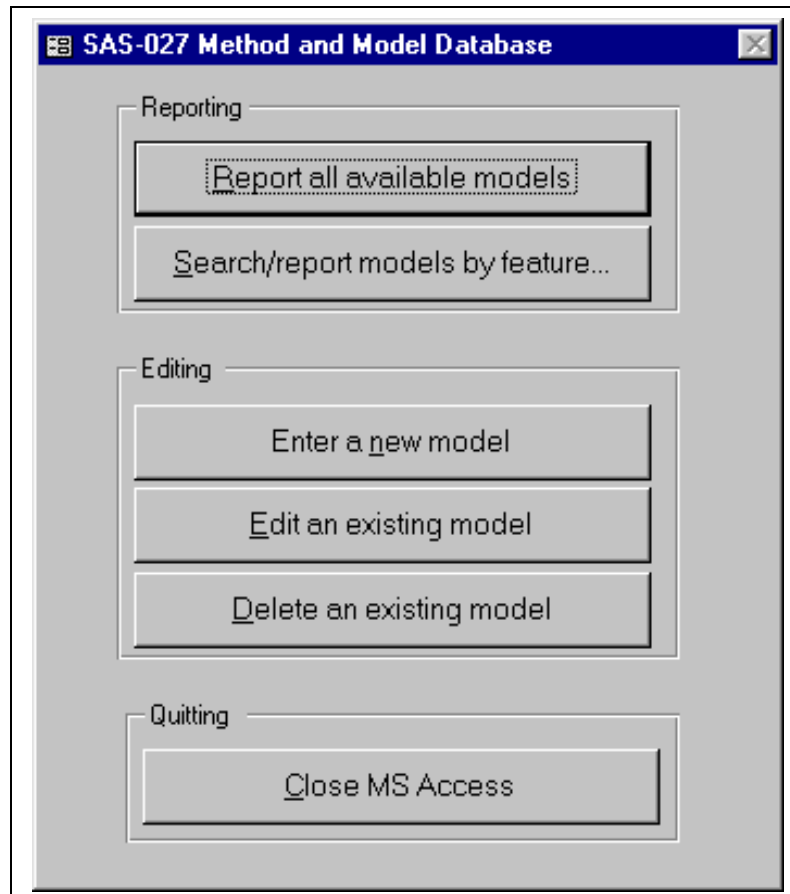 SAS-027 Method and Model Database
Reporting
Report all available models
Search/report models by feature...
Editing
Enter a new model
Edit an existing model
Delete an existing model
Quitting
Close MS Access